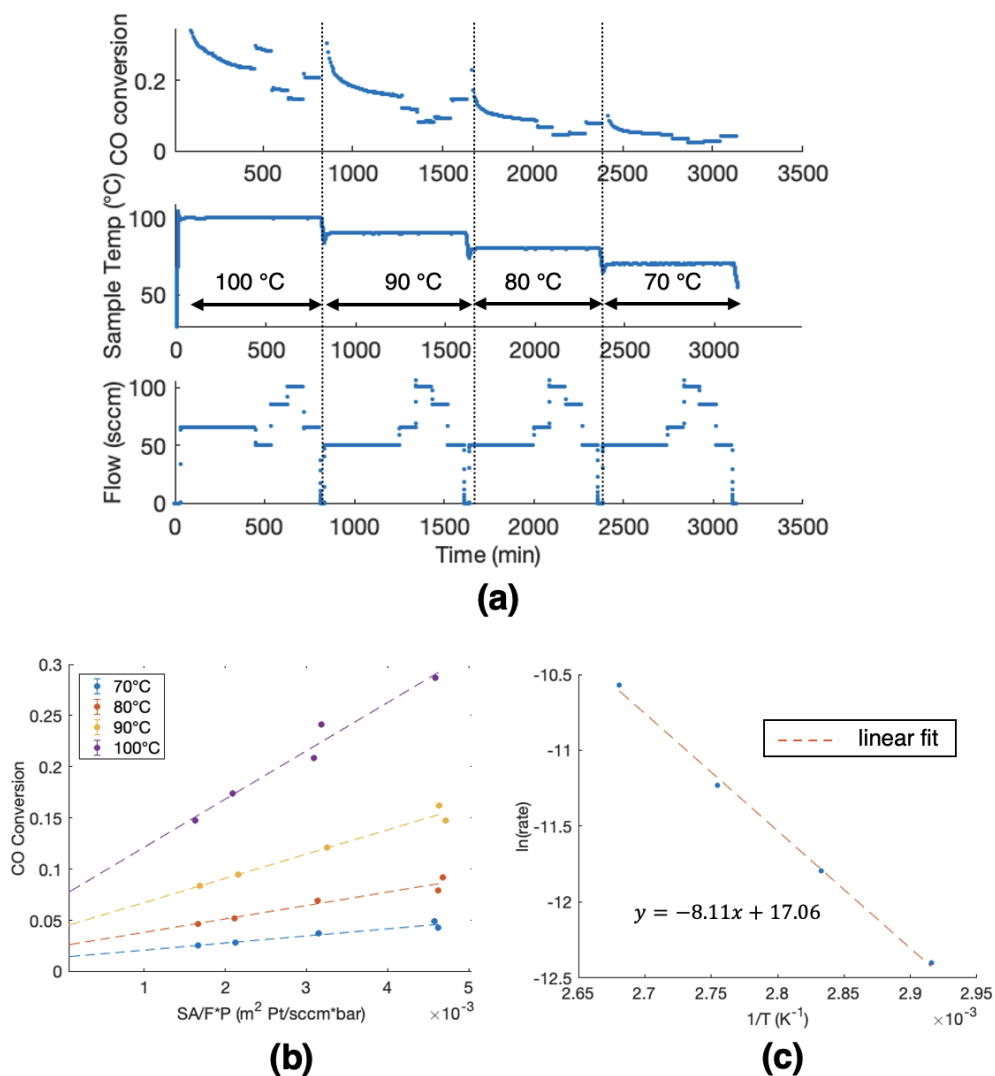 CO conversion
0.2
0
500 1000 1500 2000 2500 3000 3500
Sample Temp (°C)
100
50
100 °C 90 °C 80 °C 70 °C
0 500 1000 1500 2000 2500 3000 3500
Flow (sccm)
100
50
0
0 500 1000 1500 2000 2500 3000 3500
Time (min)
(a)
CO Conversion
0.3
0.25
0.2
0.15
0.1
0.05
0
70°C
80°C
90°C
100°C
1 2 3 4 5
SA/F*P (m² Pt/sccm*bar)
×10⁻³
(b)
ln(rate)
-10.5
-11
-11.5
-12
-12.5
linear fit
y = −8.11x + 17.06
2.65 2.7 2.75 2.8 2.85 2.9 2.95
1/T (K⁻¹)
×10⁻³
(c)